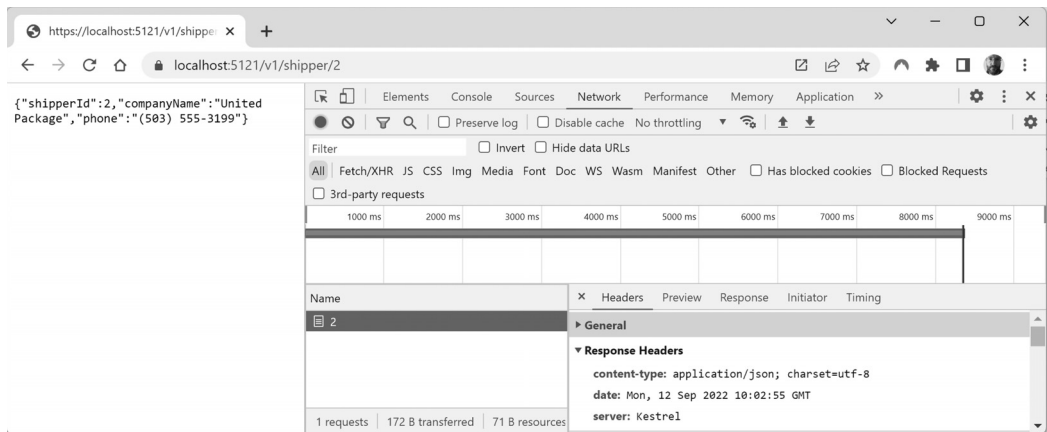 https://localhost:5121/v1/shipper
localhost:5121/v1/shipper/2
{"shipperId":2,"companyName":"United
Package","phone":"(503) 555-3199"}
Elements Console Sources Network Performance Memory Application
Preserve log Disable cache No throttling
Filter Invert Hide data URLs
All Fetch/XHR JS CSS Img Media Font Doc WS Wasm Manifest Other Has blocked cookies Blocked Requests
3rd-party requests
1000 ms 2000 ms 3000 ms 4000 ms 5000 ms 6000 ms 7000 ms 8000 ms 9000 ms
Name
2
1 requests 172 B transferred 71 B resources
Headers Preview Response Initiator Timing
General
Response Headers
content-type: application/json; charset=utf-8
date: Mon, 12 Sep 2022 10:02:55 GMT
server: Kestrel